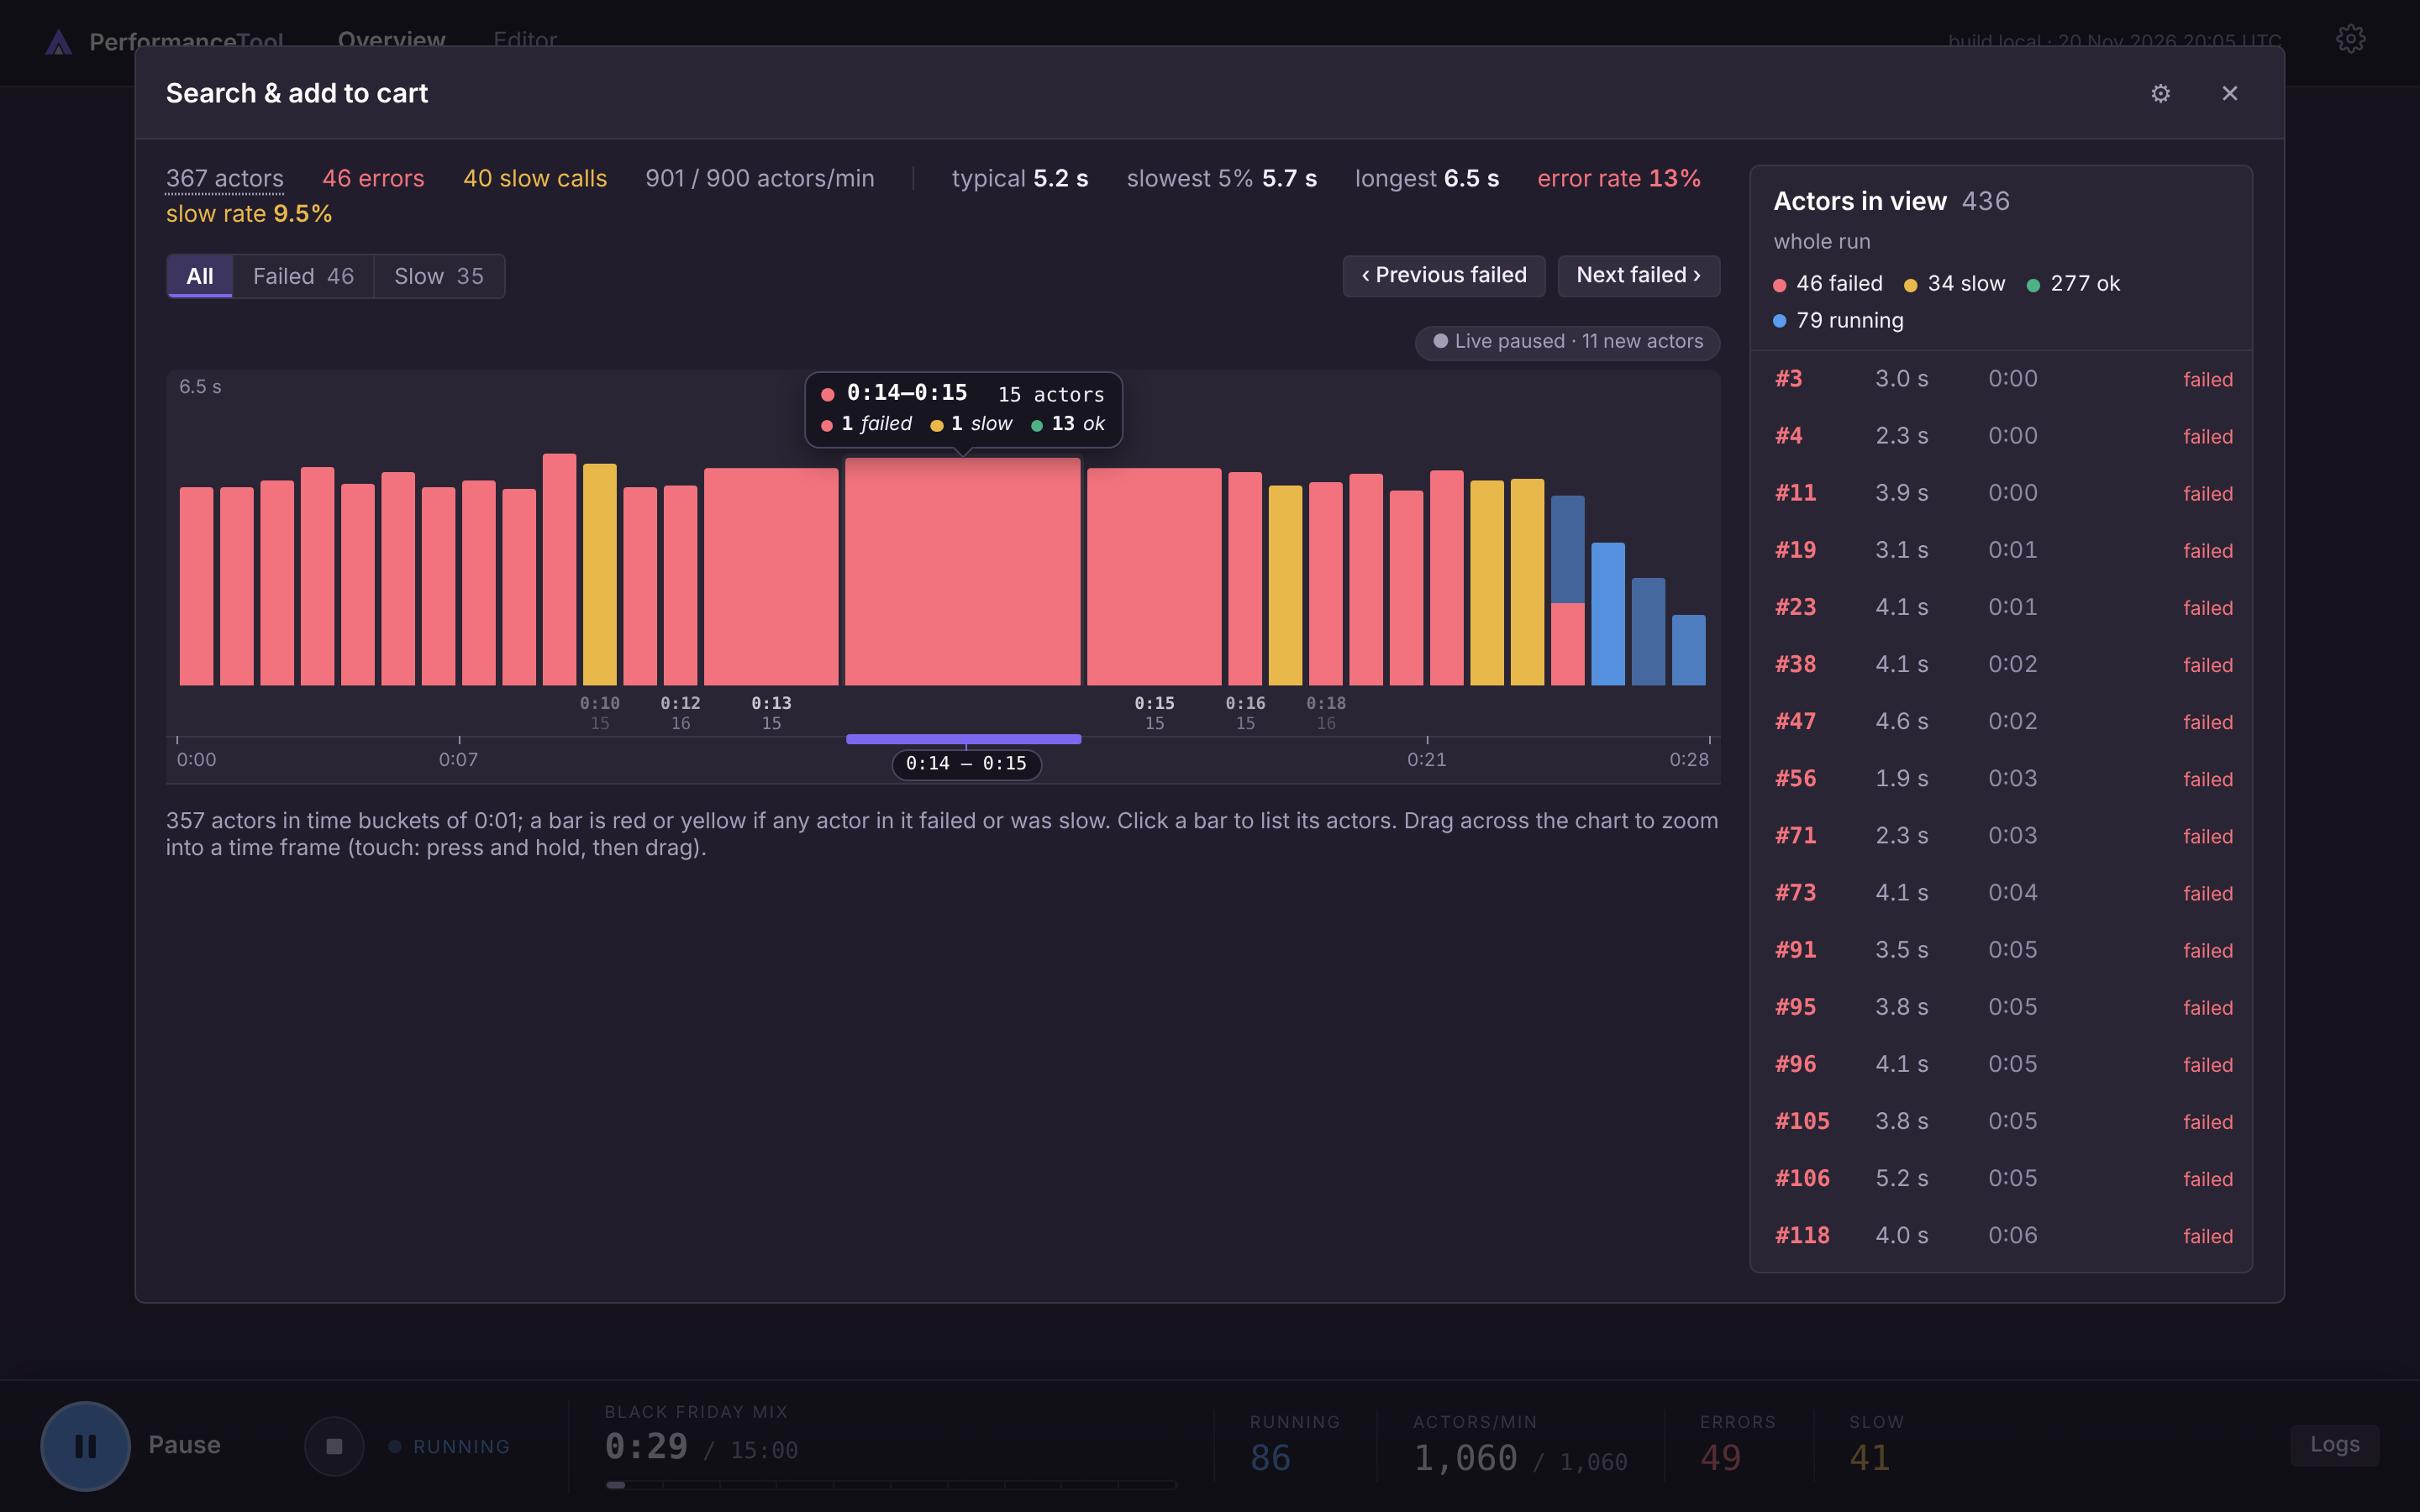 PerformanceTool Overview Editor build local · 20 Nov 2026 20:05 UTC
Search & add to cart
367 actors 46 errors 40 slow calls 901 / 900 actors/min typical 5.2 s slowest 5% 5.7 s longest 6.5 s error rate 13%
slow rate 9.5%
All Failed 46 Slow 35
‹ Previous failed Next failed ›
Live paused · 11 new actors
6.5 s
0:14–0:15 15 actors
1 failed 1 slow 13 ok
0:10 0:12 0:13 0:15 0:16 0:18
15 16 15 15 15 16
0:00 0:07 0:14 – 0:15 0:21 0:28
357 actors in time buckets of 0:01; a bar is red or yellow if any actor in it failed or was slow. Click a bar to list its actors. Drag across the chart to zoom
into a time frame (touch: press and hold, then drag).
Actors in view 436
whole run
46 failed 34 slow 277 ok
79 running
#3 3.0 s 0:00 failed
#4 2.3 s 0:00 failed
#11 3.9 s 0:00 failed
#19 3.1 s 0:01 failed
#23 4.1 s 0:01 failed
#38 4.1 s 0:02 failed
#47 4.6 s 0:02 failed
#56 1.9 s 0:03 failed
#71 2.3 s 0:03 failed
#73 4.1 s 0:04 failed
#91 3.5 s 0:05 failed
#95 3.8 s 0:05 failed
#96 4.1 s 0:05 failed
#105 3.8 s 0:05 failed
#106 5.2 s 0:05 failed
#118 4.0 s 0:06 failed
Pause
RUNNING
BLACK FRIDAY MIX
0:29 / 15:00
RUNNING
86
ACTORS/MIN
1,060 / 1,060
ERRORS
49
SLOW
41
Logs